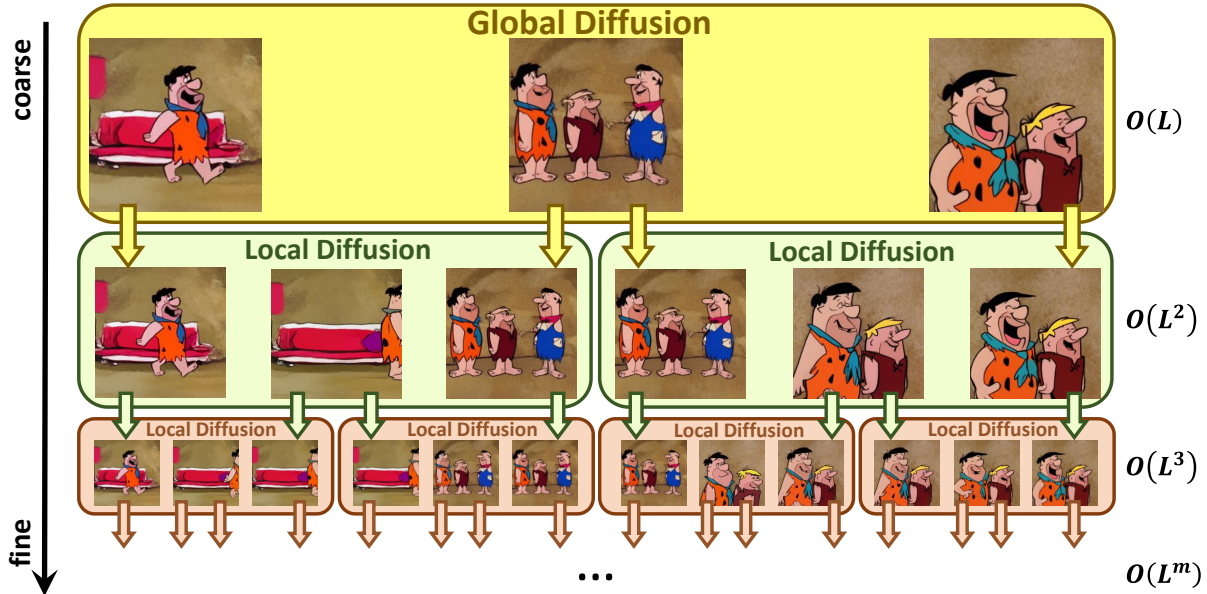 coarse
Global Diffusion
O(L)
Local Diffusion
Local Diffusion
O(L²)
Local Diffusion
Local Diffusion
Local Diffusion
Local Diffusion
O(L³)
fine
...
O(Lᵐ)